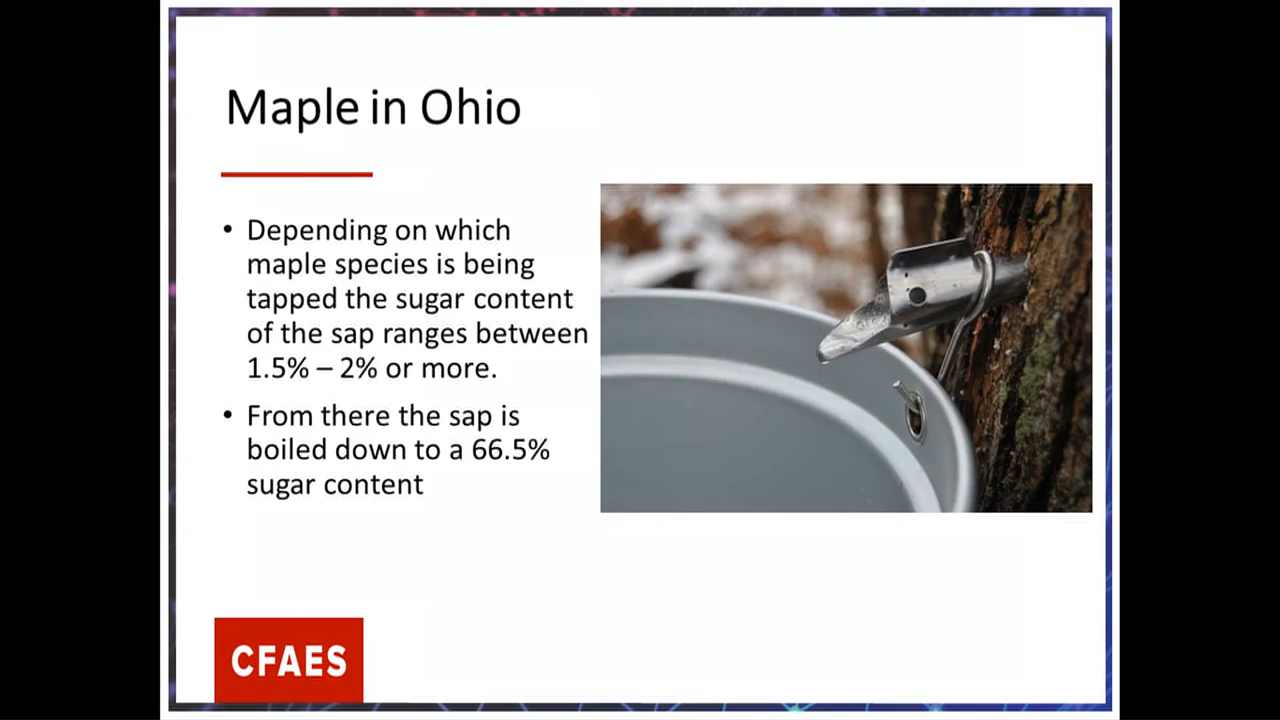 Maple in Ohio
• Depending on which
maple species is being
tapped the sugar content
of the sap ranges between
1.5% – 2% or more.
• From there the sap is
boiled down to a 66.5%
sugar content
CFAES